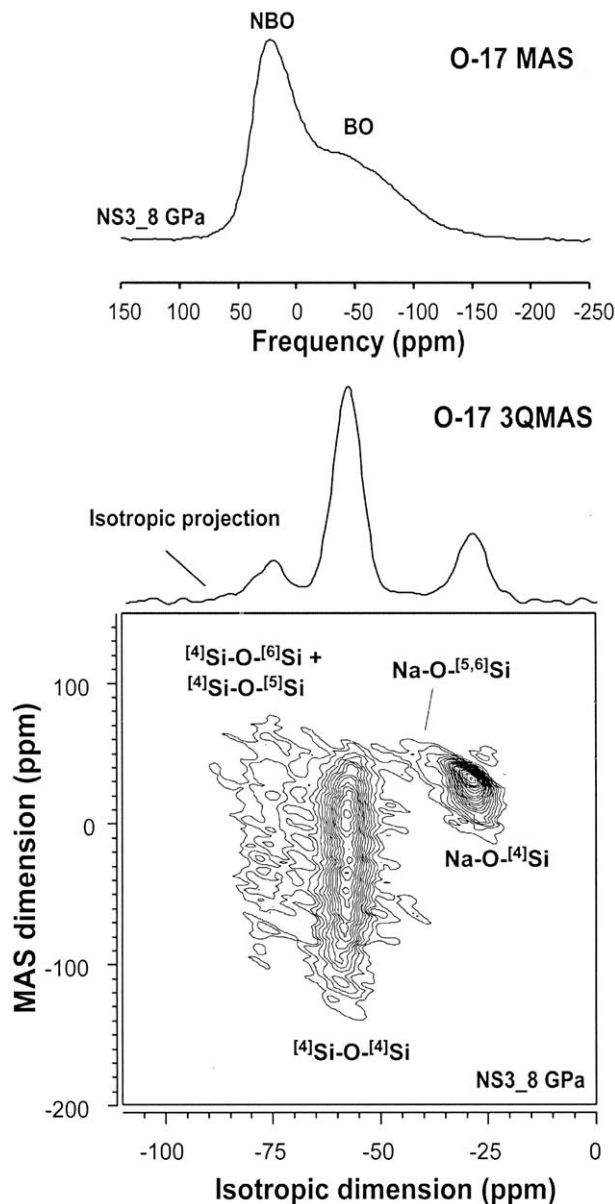 NBO
O-17 MAS
BO
NS3_8 GPa
150 100 50 0 -50 -100 -150 -200 -250
Frequency (ppm)
O-17 3QMAS
Isotropic projection
[4]Si-O-[6]Si +
[4]Si-O-[5]Si
Na-O-[5,6]Si
100
0
-100
-200
MAS dimension (ppm)
Na-O-[4]Si
[4]Si-O-[4]Si
NS3_8 GPa
-100 -75 -50 -25 0
Isotropic dimension (ppm)